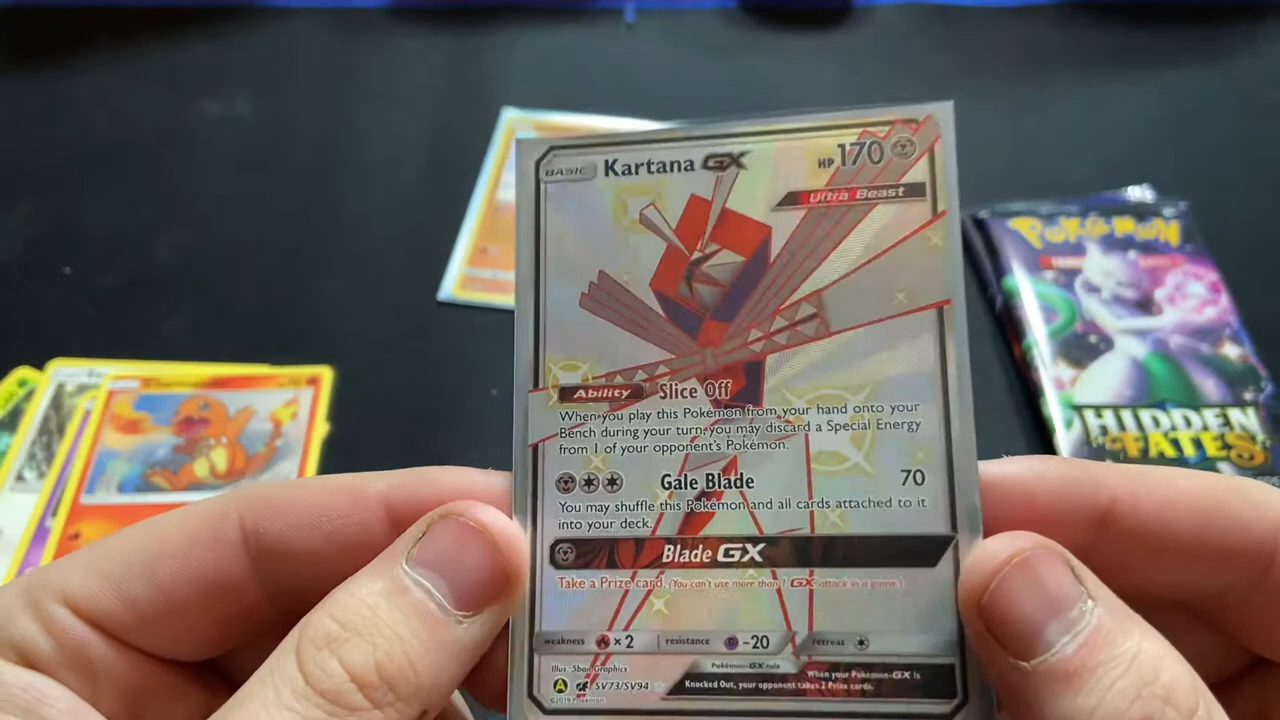 BASIC Kartana GX HP 170
Ultra Beast
POKéMON
HIDDEN
FATES
Ability Slice Off
When you play this Pokémon from your hand onto your
Bench during your turn, you may discard a Special Energy
from 1 of your opponent's Pokémon.
Gale Blade 70
You may shuffle this Pokémon and all cards attached to it
into your deck.
Blade GX
Take a Prize card. (You can't use more than 1 GX attack in a game.)
weakness ×2 resistance -20 retreat
Illus. 5ban Graphics
Pokémon-GX rule
When your Pokémon-GX is
Knocked Out, your opponent takes 2 Prize cards.
A SV73/SV94
©2019 Pokémon